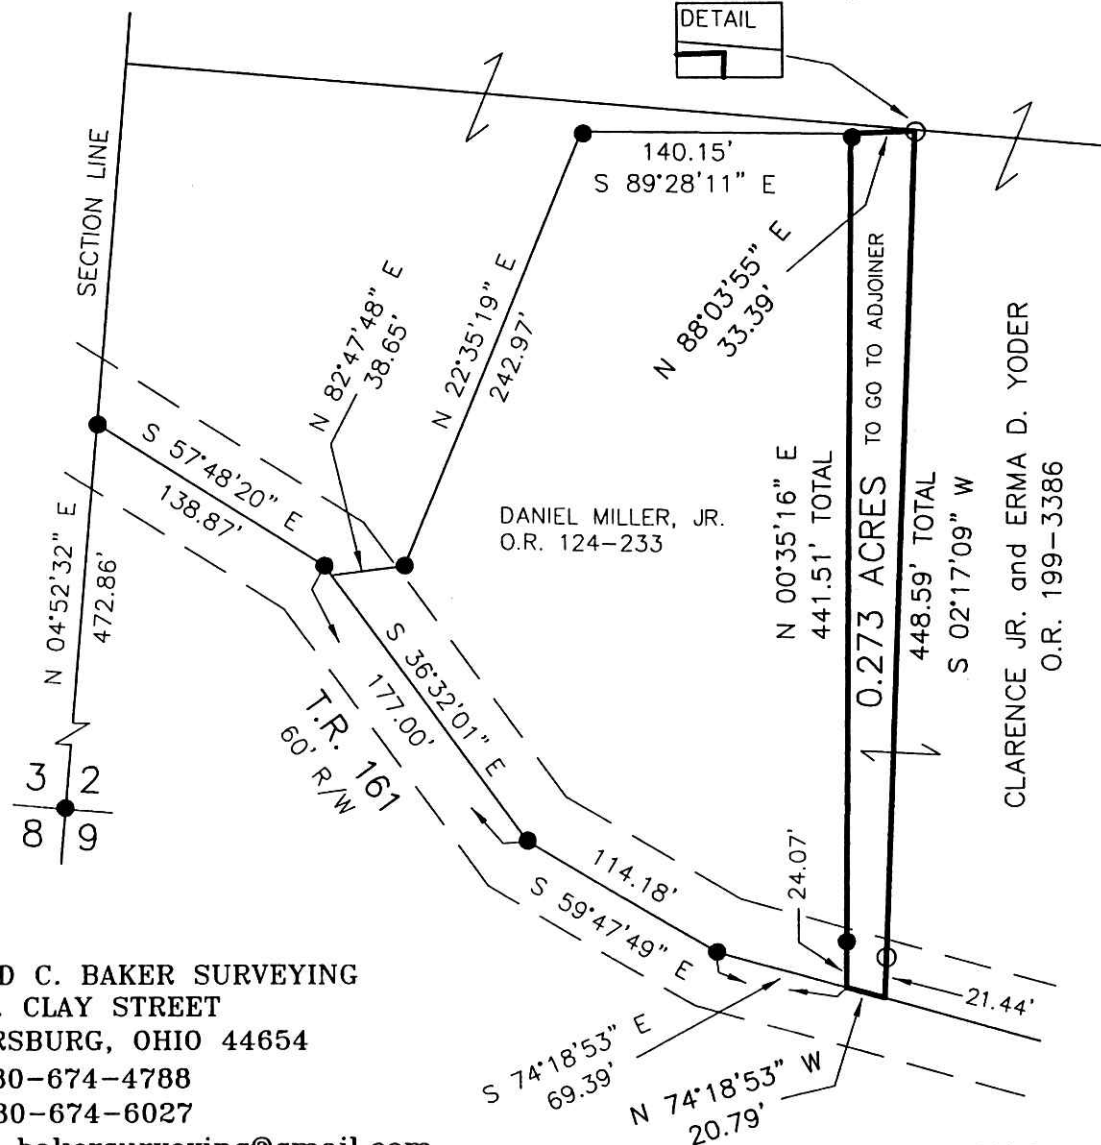 DETAIL
140.15'
S 89°28'11" E
SECTION LINE
N 82°47'48" E
38.65'
N 22°35'19" E
242.97'
N 88°03'55" E
33.39'
S 57°48'20" E
138.87'
N 04°52'32" E
472.86'
DANIEL MILLER, JR.
O.R. 124-233
N 00°35'16" E
441.51' TOTAL
0.273 ACRES TO GO TO ADJOINER
448.59' TOTAL
S 02°17'09" W
CLARENCE JR. and ERMA D. YODER
O.R. 199-3386
S 36°32'01" E
177.00'
T.R. 161
60' R/W
3 2
8 9
114.18'
S 59°47'49" E
24.07'
21.44'
S 74°18'53" E
69.39'
N 74°18'53" W
20.79'
D C. BAKER SURVEYING
. CLAY STREET
RSBURG, OHIO 44654
30-674-4788
30-674-6027
bakersurveying@gmail.com